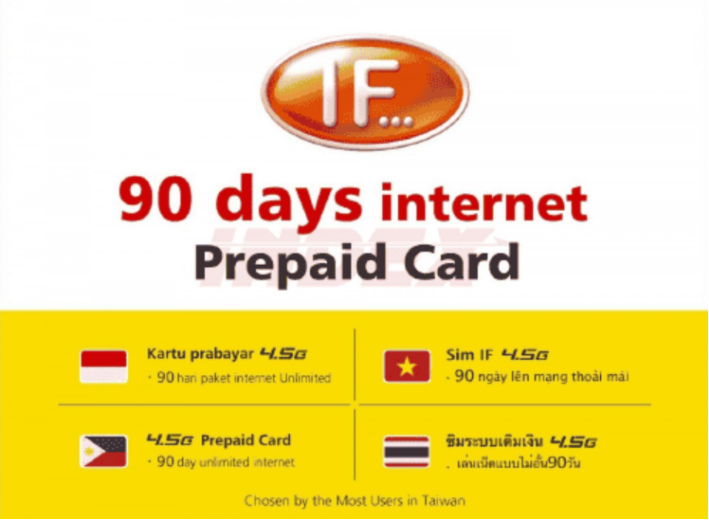 IF...
90 days internet
INDEX
Prepaid Card
Kartu prabayar 4.5G
· 90 hari paket internet Unlimited
Sim IF 4.5G
. 90 ngày lên mạng thoải mái
4.5G Prepaid Card
· 90 day unlimited internet
ซิมระบบเติมเงิน 4.5G
. เล่นเน็ตแบบไม่อั้น90วัน
Chosen by the Most Users in Taiwan